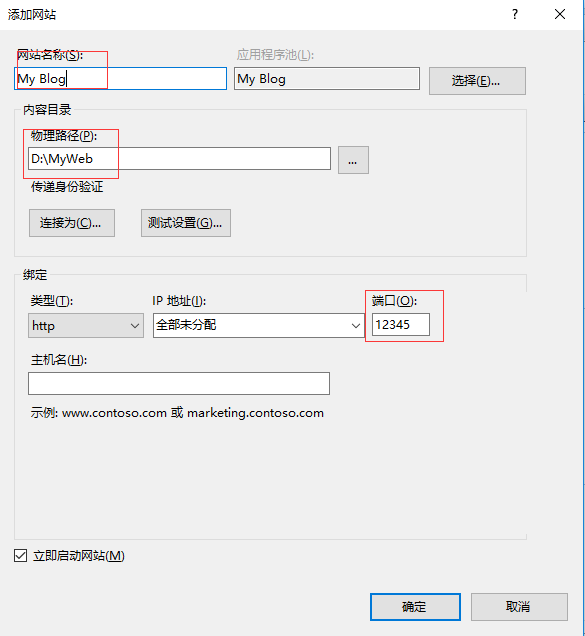 添加网站 ?
网站名称(S): 应用程序池(L):
My Blog My Blog 选择(E)...
内容目录
物理路径(P):
D:\MyWeb ...
传递身份验证
连接为(C)... 测试设置(G)...
绑定
类型(T): IP 地址(I): 端口(O):
http 全部未分配 12345
主机名(H):
示例: www.contoso.com 或 marketing.contoso.com
立即启动网站(M)
确定 取消